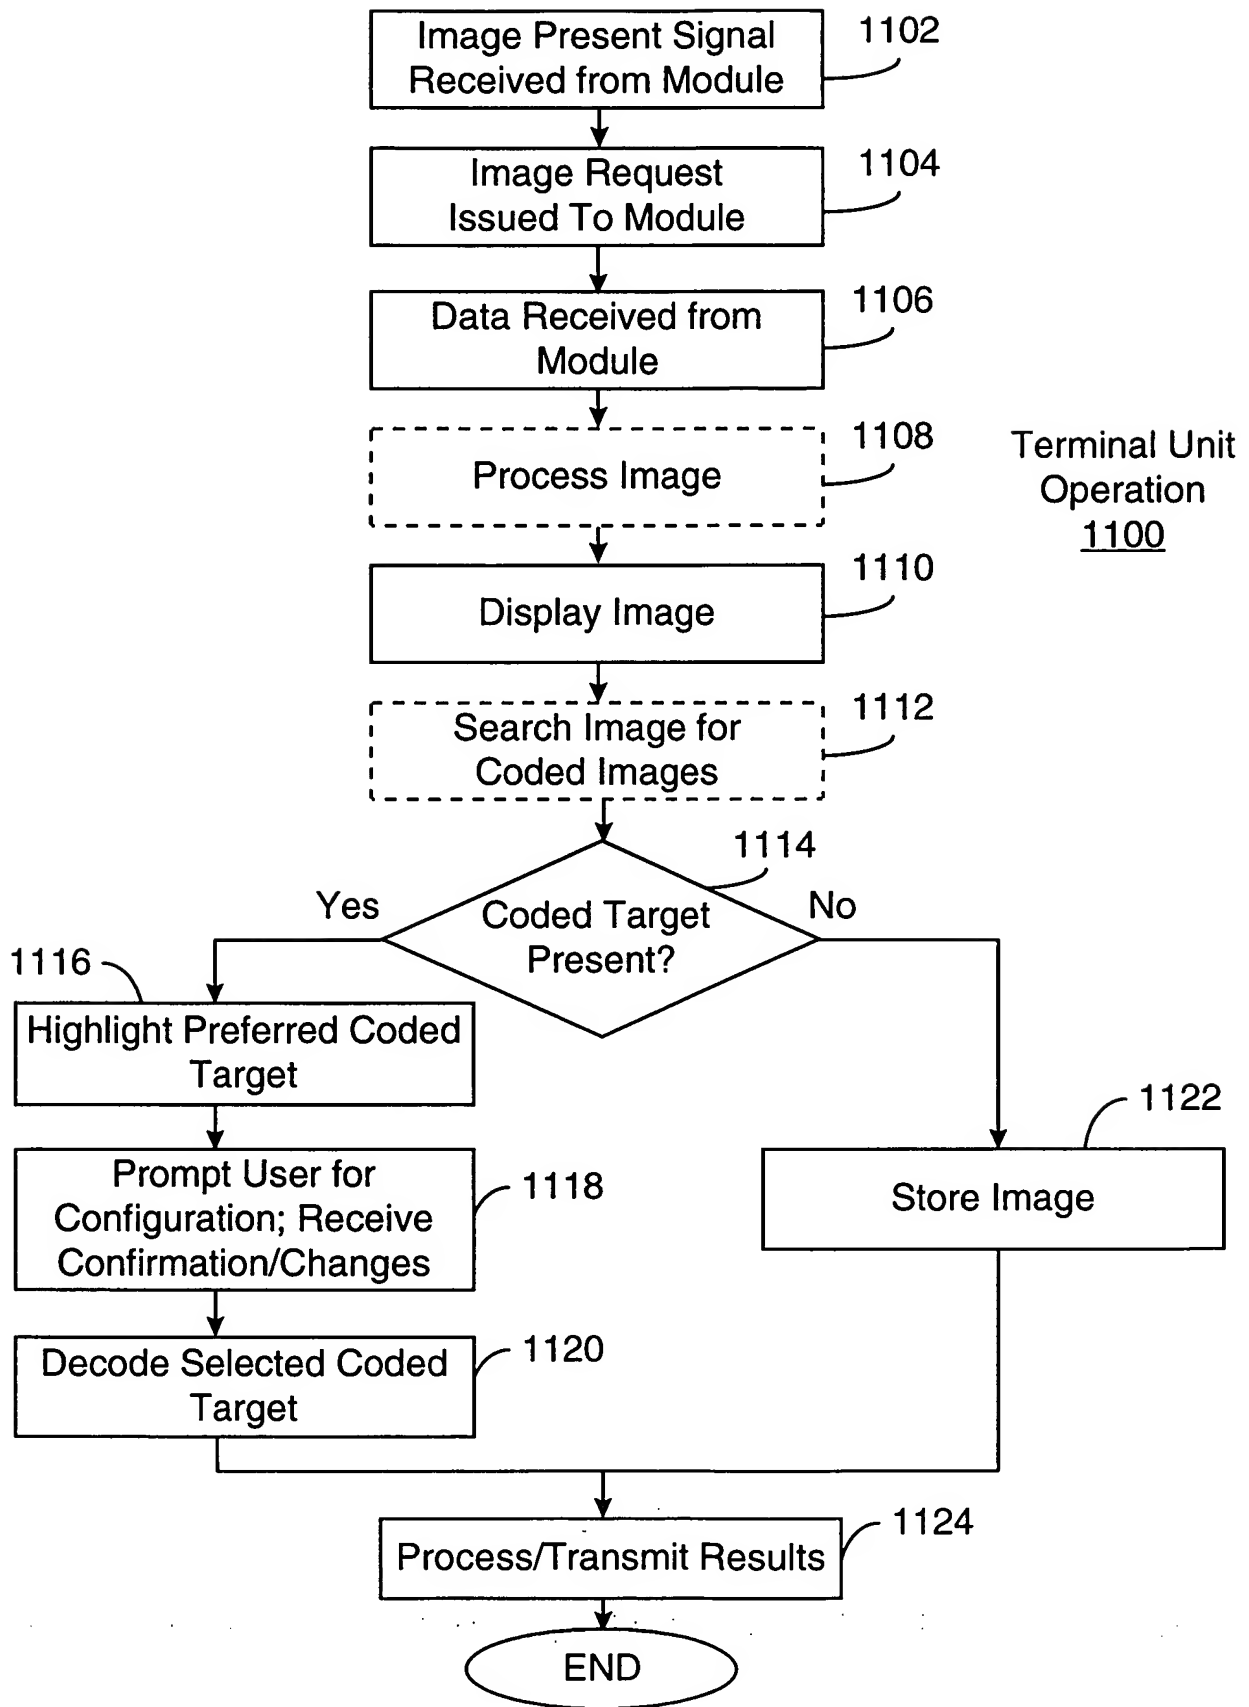 Image Present Signal
Received from Module
1102
Image Request
Issued To Module
1104
Data Received from
Module
1106
Process Image
1108
Terminal Unit
Operation
1100
Display Image
1110
Search Image for
Coded Images
1112
Coded Target
Present?
1114
Yes
No
1116
Highlight Preferred Coded
Target
Prompt User for
Configuration; Receive
Confirmation/Changes
1118
1122
Store Image
Decode Selected Coded
Target
1120
Process/Transmit Results
1124
END